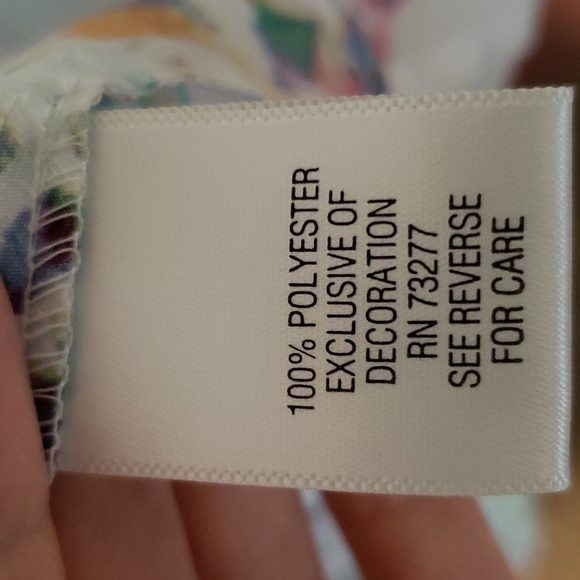 100% POLYESTER
EXCLUSIVE OF
DECORATION
RN 73277
SEE REVERSE
FOR CARE